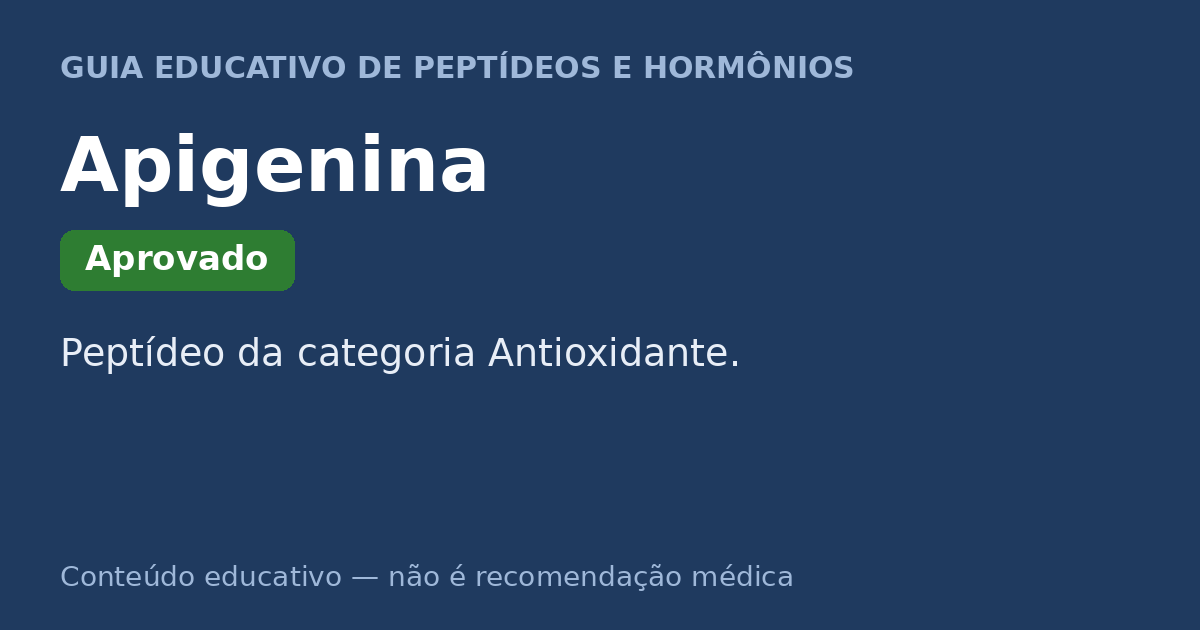 GUIA EDUCATIVO DE PEPTÍDEOS E HORMÔNIOS
Apigenina
Aprovado
Peptídeo da categoria Antioxidante.
Conteúdo educativo — não é recomendação médica